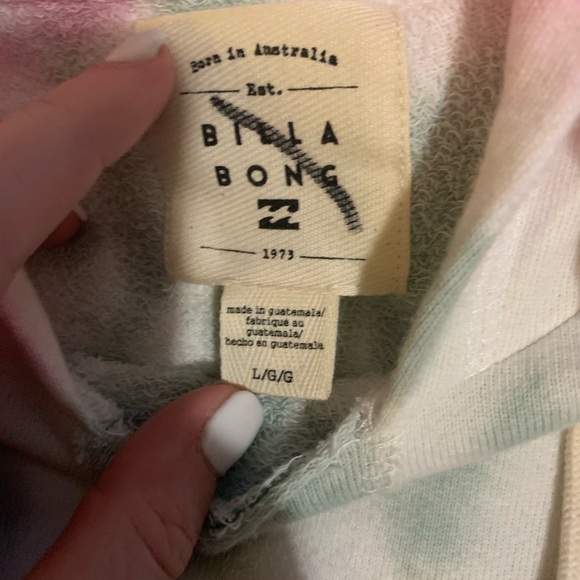 Born in Australia
Est.
BILLA
BONG
1973
made in guatemala/
fabriqué au
guatemala/
hecho en guatemala
L/G/G